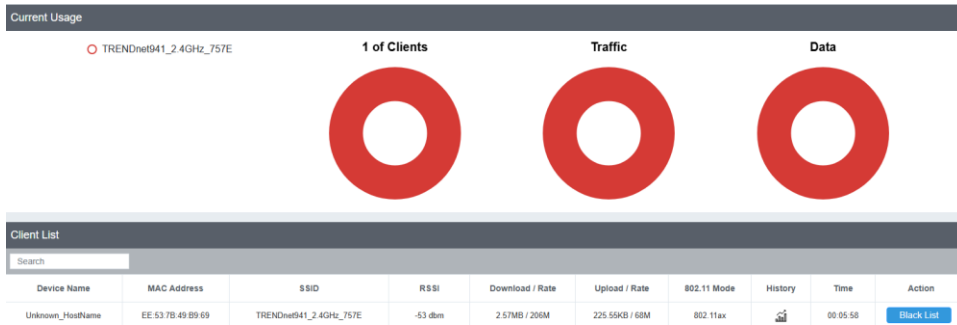 Current Usage
TRENDnet941_2.4GHz_757E
1 of Clients Traffic Data
Client List
Search
Device Name MAC Address SSID RSSI Download / Rate Upload / Rate 802.11 Mode History Time Action
Unknown_HostName EE:53:7B:49:B9:69 TRENDnet941_2.4GHz_757E -53 dbm 2.57MB / 206M 225.55KB / 68M 802.11ax 00:05:58 Black List